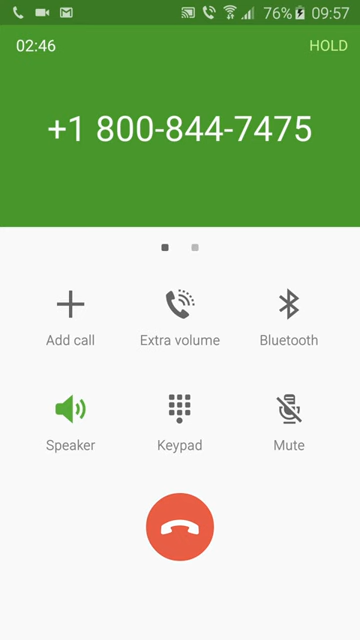 76% 09:57
02:46 HOLD
+1 800-844-7475
Add call Extra volume Bluetooth
Speaker Keypad Mute